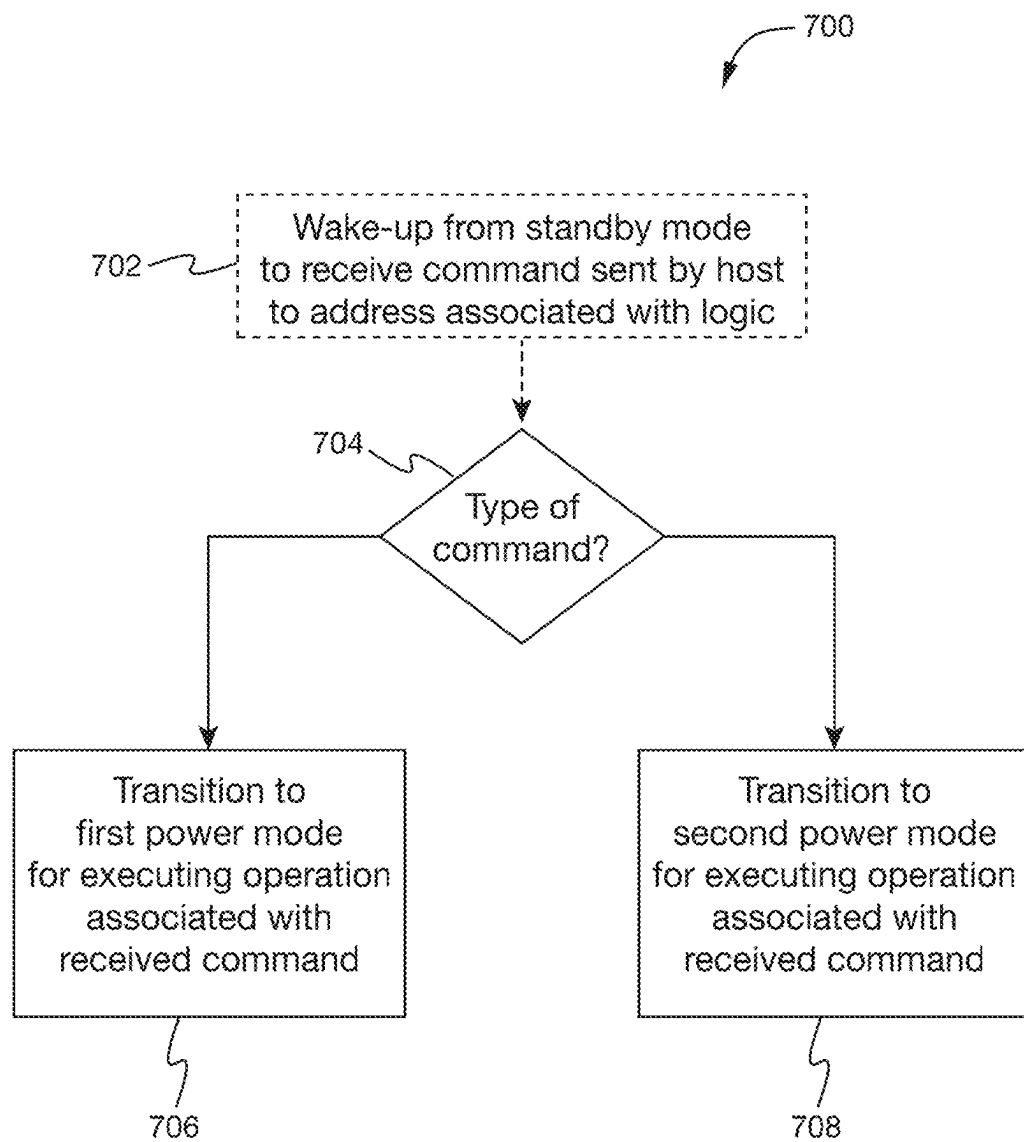 700
Wake-up from standby mode
702
to receive command sent by host
to address associated with logic
704
Type of
command?
Transition to
first power mode
for executing operation
associated with
received command
Transition to
second power mode
for executing operation
associated with
received command
706
708